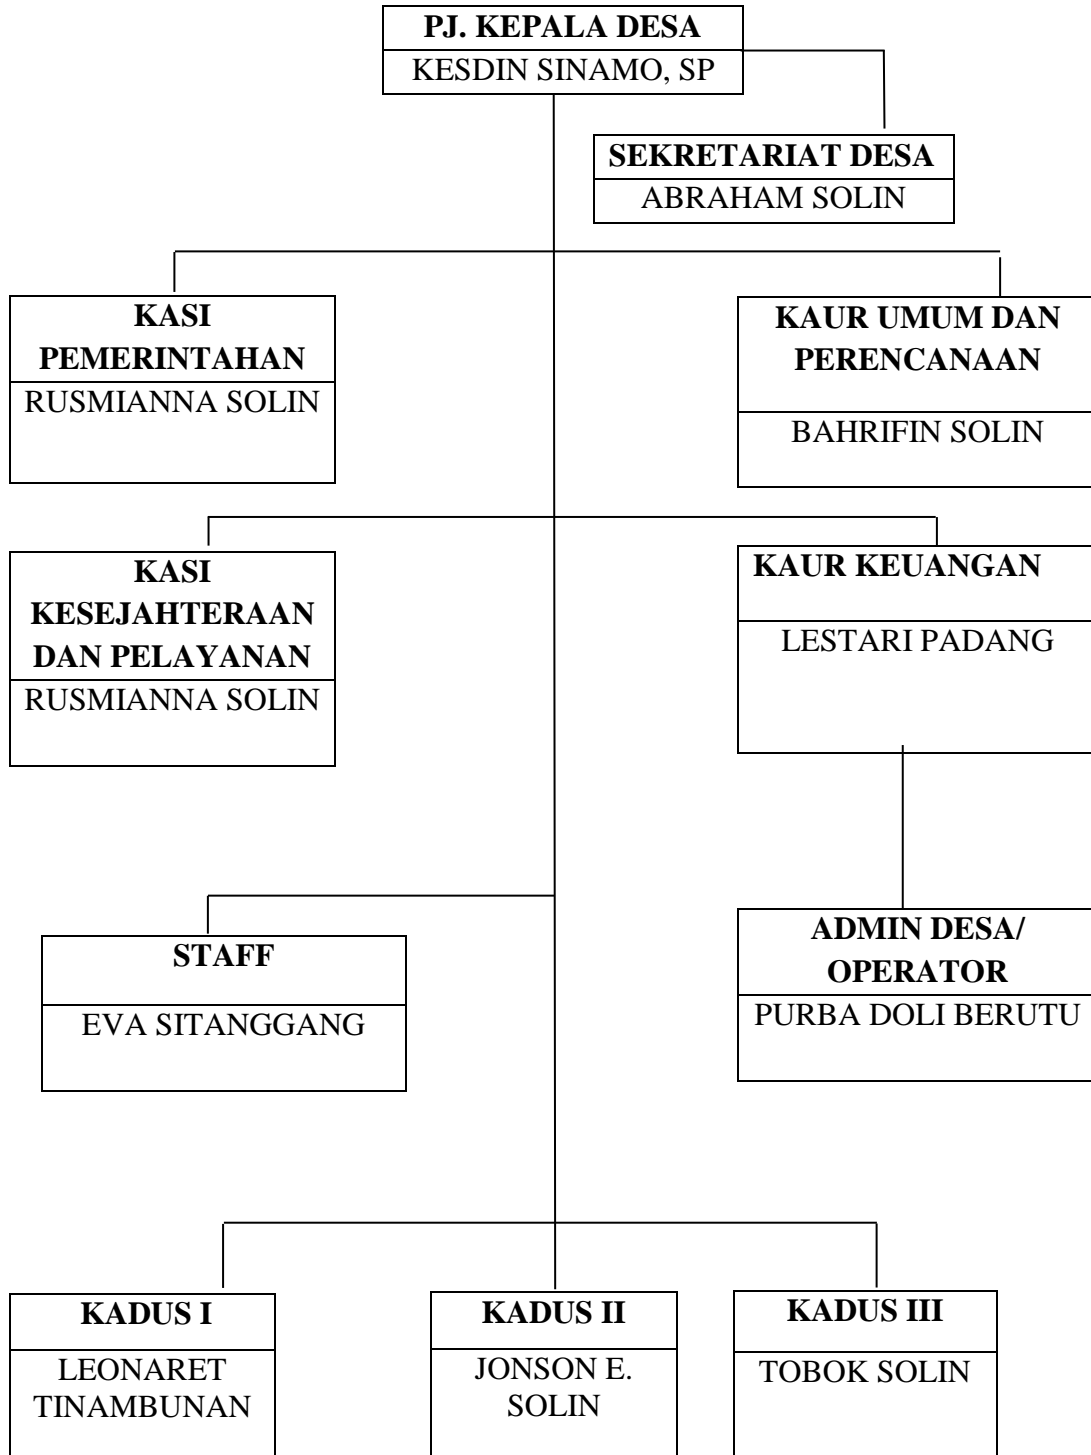 PJ. KEPALA DESA
KESDIN SINAMO, SP
SEKRETARIAT DESA
ABRAHAM SOLIN
KASI
PEMERINTAHAN
RUSMIANNA SOLIN
KAUR UMUM DAN
PERENCANAAN
BAHRIFIN SOLIN
KASI
KESEJAHTERAAN
DAN PELAYANAN
RUSMIANNA SOLIN
KAUR KEUANGAN
LESTARI PADANG
STAFF
EVA SITANGGANG
ADMIN DESA/
OPERATOR
PURBA DOLI BERUTU
KADUS I
LEONARET
TINAMBUNAN
KADUS II
JONSON E.
SOLIN
KADUS III
TOBOK SOLIN